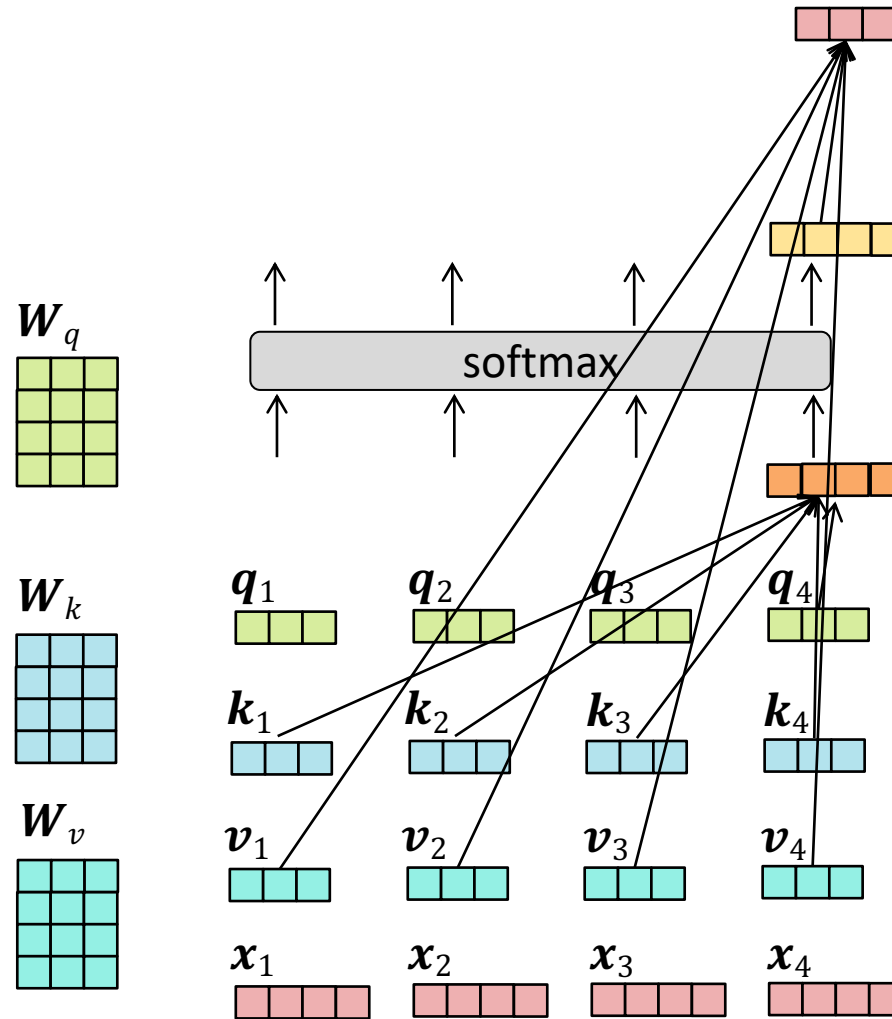 W_q
softmax
q_1 q_2 q_3 q_4
W_k
k_1 k_2 k_3 k_4
W_v
v_1 v_2 v_3 v_4
x_1 x_2 x_3 x_4